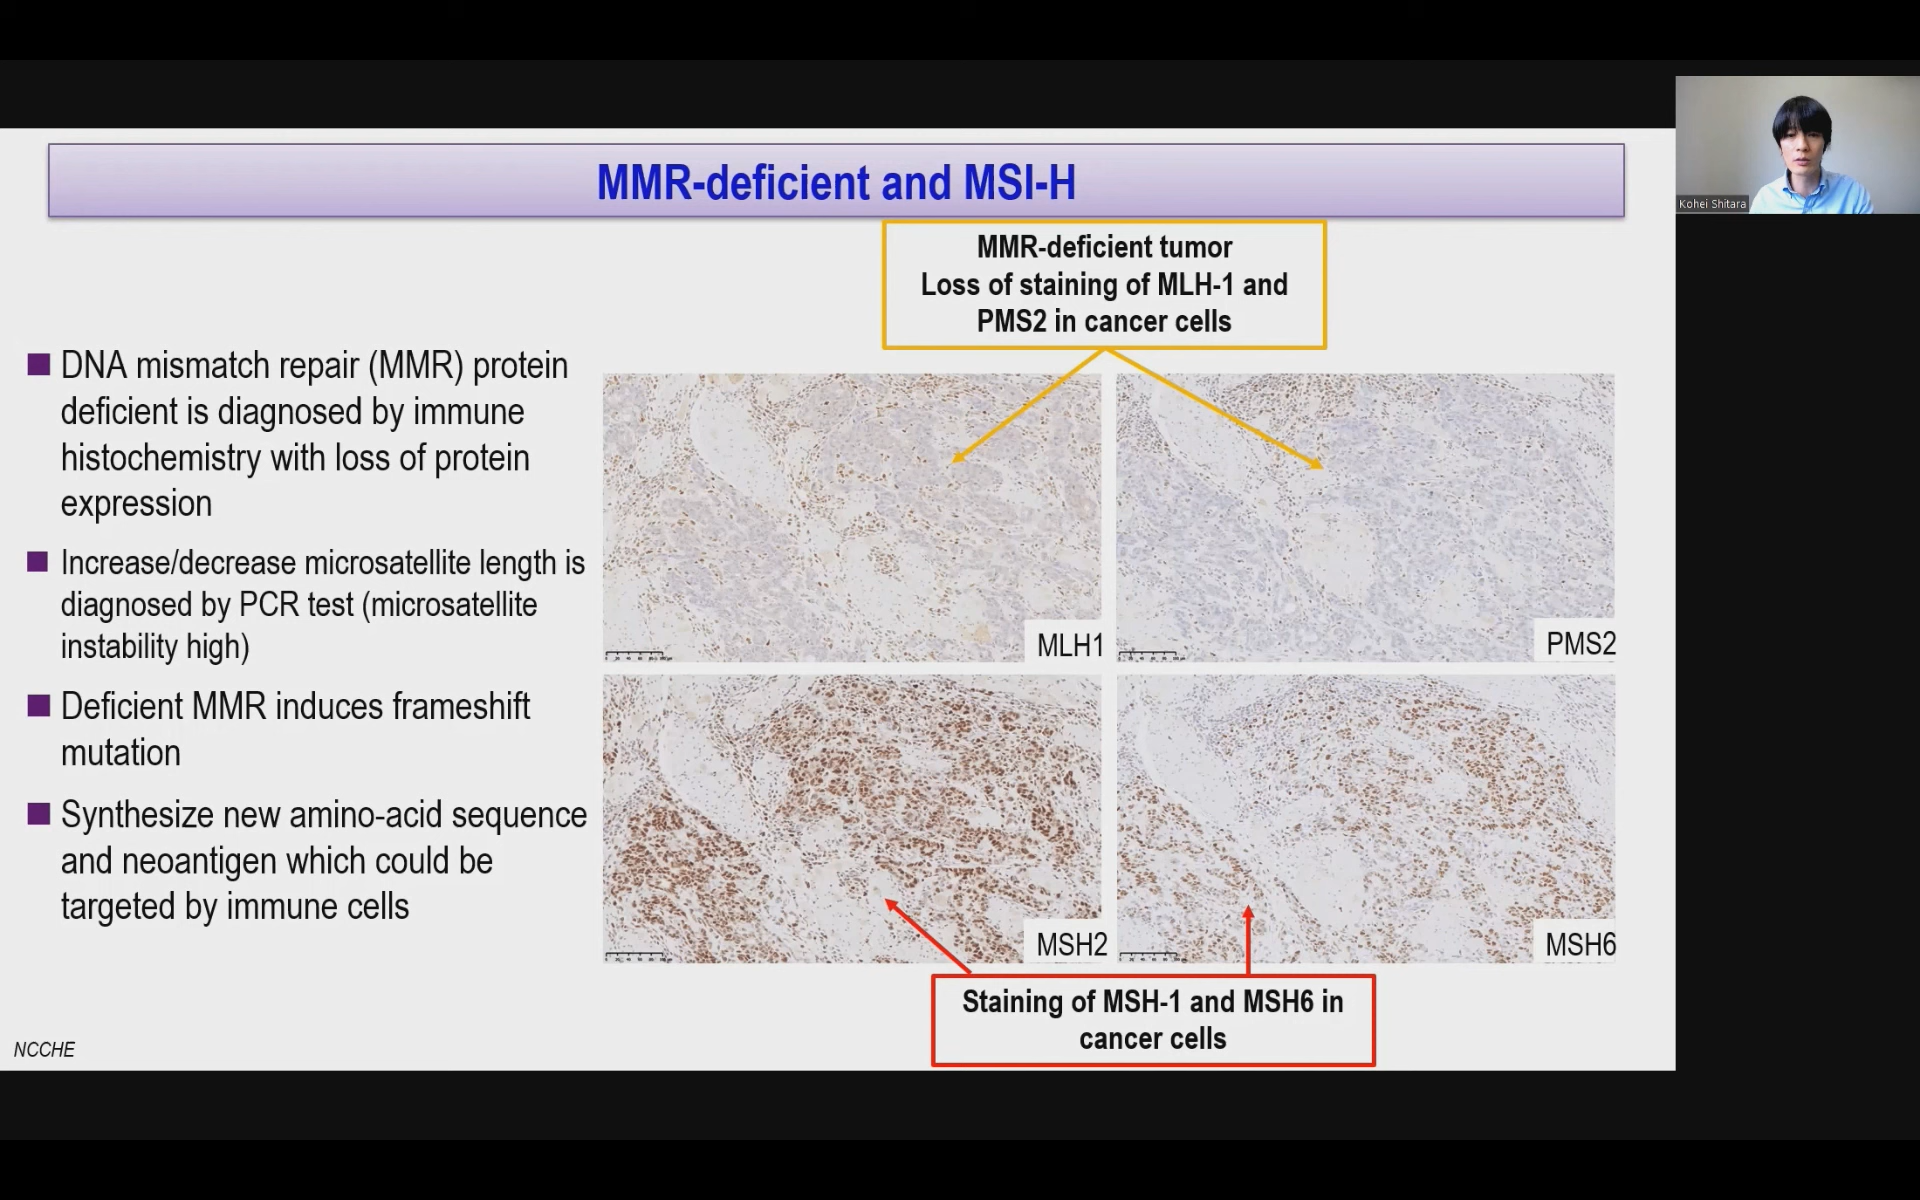 MMR-deficient and MSI-H
Kohei Shitara
MMR-deficient tumor
Loss of staining of MLH-1 and
PMS2 in cancer cells
DNA mismatch repair (MMR) protein
deficient is diagnosed by immune
histochemistry with loss of protein
expression
Increase/decrease microsatellite length is
diagnosed by PCR test (microsatellite
instability high)
Deficient MMR induces frameshift
mutation
Synthesize new amino-acid sequence
and neoantigen which could be
targeted by immune cells
MLH1
PMS2
MSH2
MSH6
Staining of MSH-1 and MSH6 in
cancer cells
NCCHE